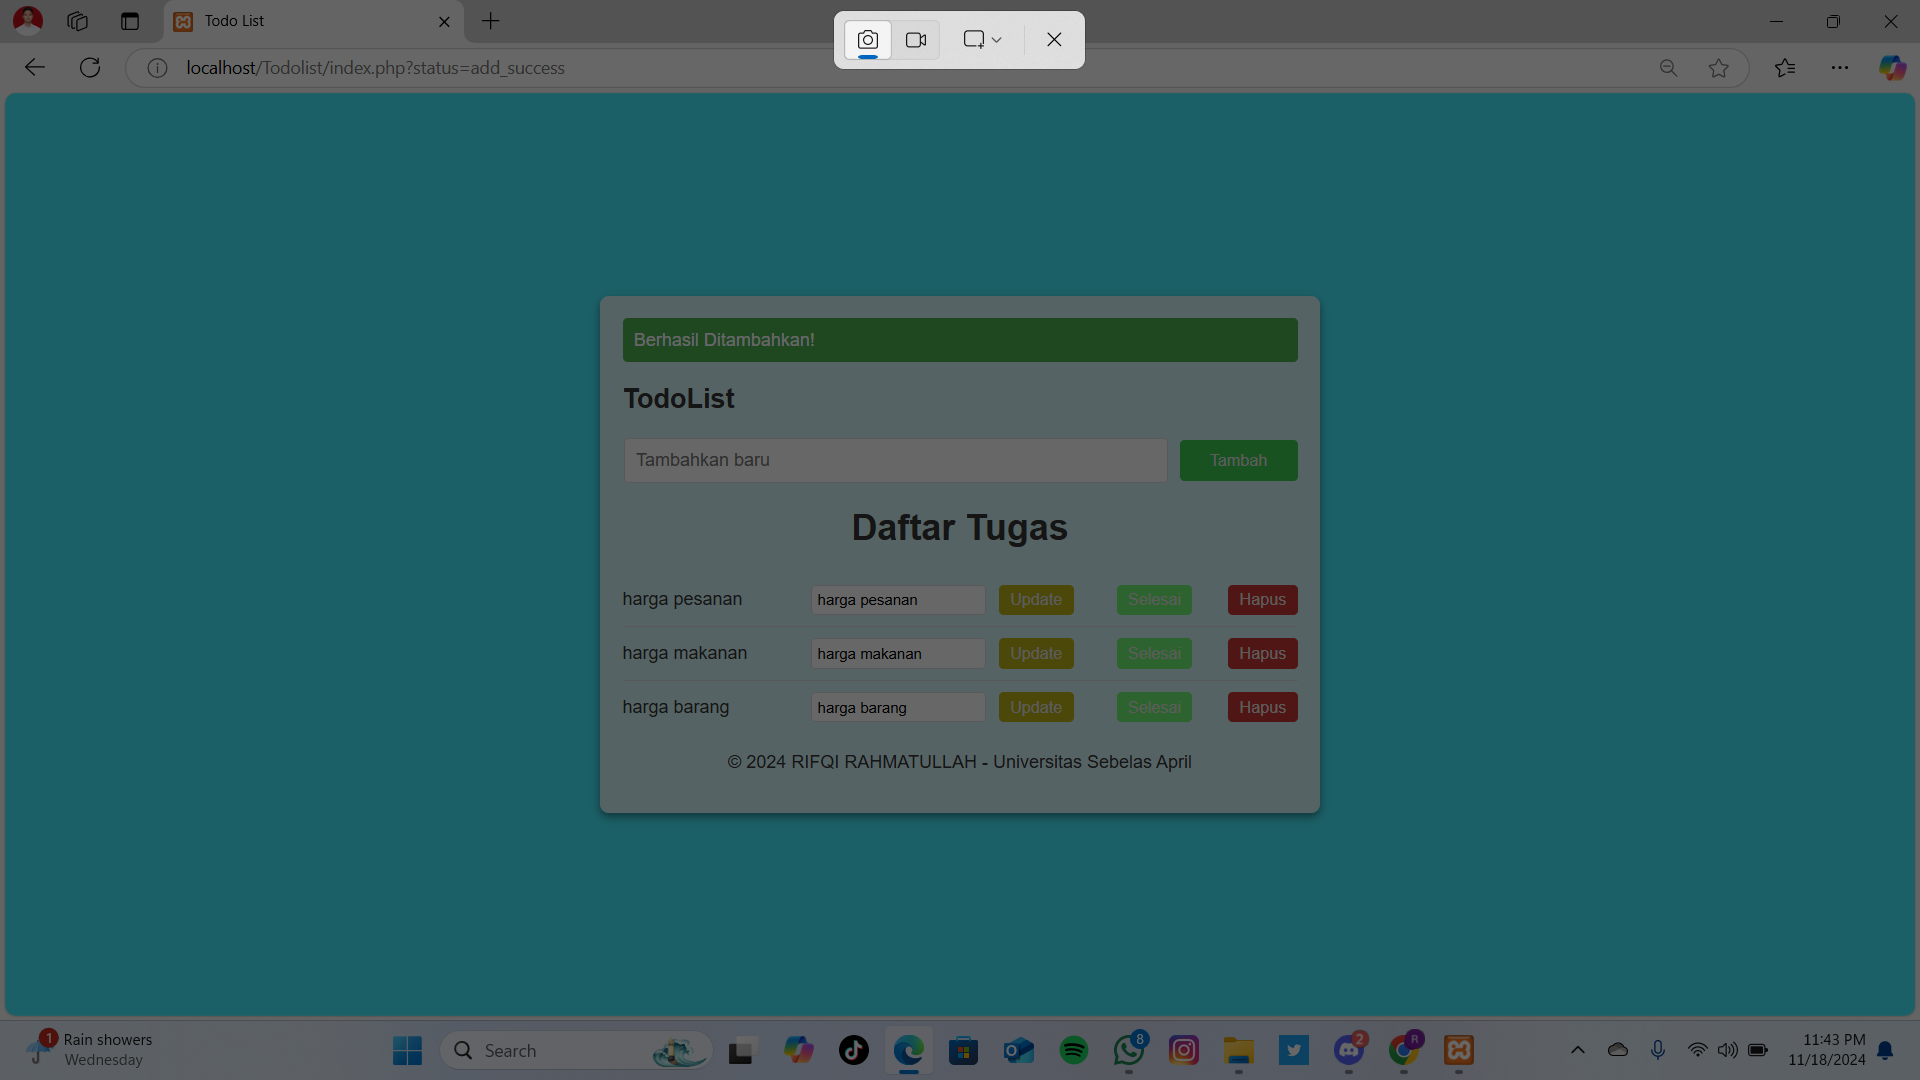 Todo List
localhost/Todolist/index.php?status=add_success
Berhasil Ditambahkan!
TodoList
Tambahkan baru
Tambah
Daftar Tugas
harga pesanan harga pesanan Update Selesai Hapus
harga makanan harga makanan Update Selesai Hapus
harga barang harga barang Update Selesai Hapus
© 2024 RIFQI RAHMATULLAH - Universitas Sebelas April
1
Rain showers
Wednesday
Search
8
2
R
11:43 PM
11/18/2024